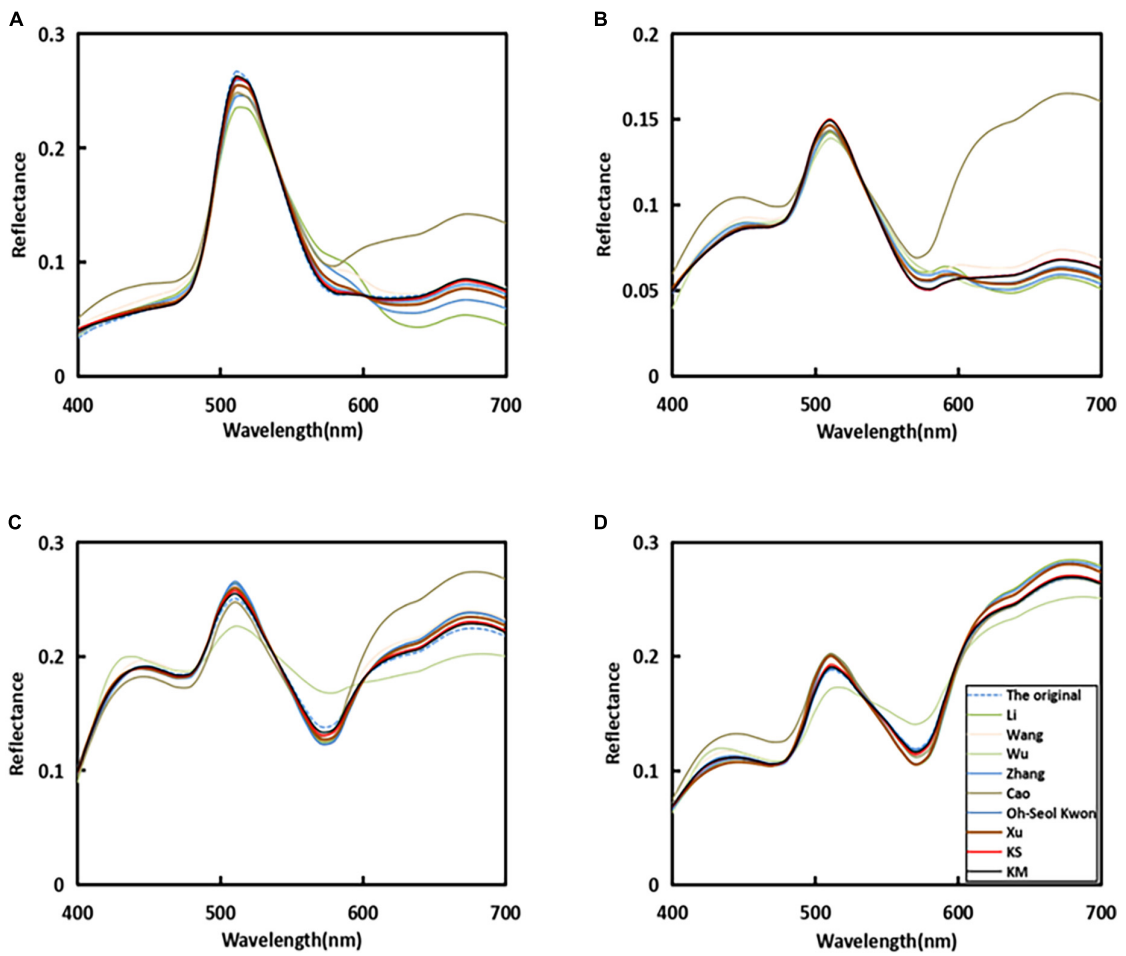 A
0.3
0.2
0.1
0
Reflectance
400
500
600
700
Wavelength(nm)
B
0.2
0.15
0.1
0.05
0
Reflectance
400
500
600
700
Wavelength(nm)
C
0.3
0.2
0.1
0
Reflectance
400
500
600
700
Wavelength(nm)
D
0.3
0.2
0.1
0
Reflectance
400
500
600
700
Wavelength(nm)
The original
Li
Wang
Wu
Zhang
Cao
Oh-Seol Kwon
Xu
KS
KM